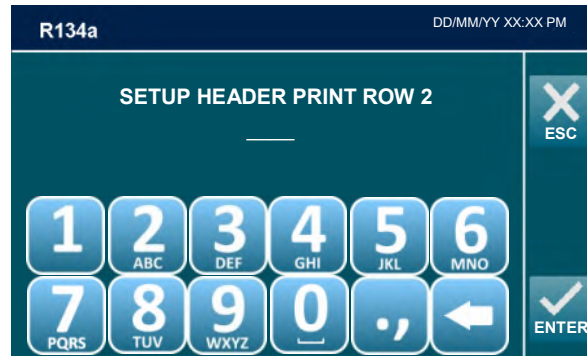 R134a
DD/MM/YY XX:XX PM
SETUP HEADER PRINT ROW 2
____
ESC
1 2 3 4 5 6
ABC DEF GHI JKL MNO
7 8 9 0 .,
PQRS TUV WXYZ
ENTER